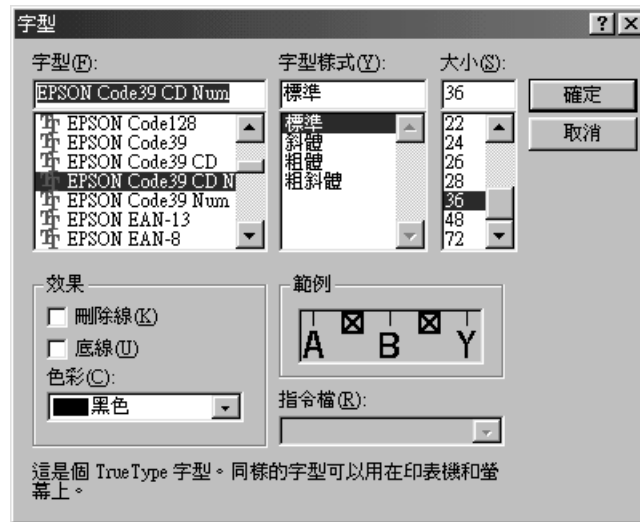 字型
字型(F):
字型樣式(Y):
大小(S):
EPSON Code39 CD Num
標準
36
確定
取消
EPSON Code128
EPSON Code39
EPSON Code39 CD
EPSON Code39 CD N
EPSON Code39 Num
EPSON EAN-13
EPSON EAN-8
標準
斜體
粗體
粗斜體
22
24
26
28
36
48
72
效果
刪除線(K)
底線(U)
色彩(C):
黑色
範例
A B Y
指令檔(R):
這是個 TrueType 字型。同樣的字型可以用在印表機和螢
幕上。